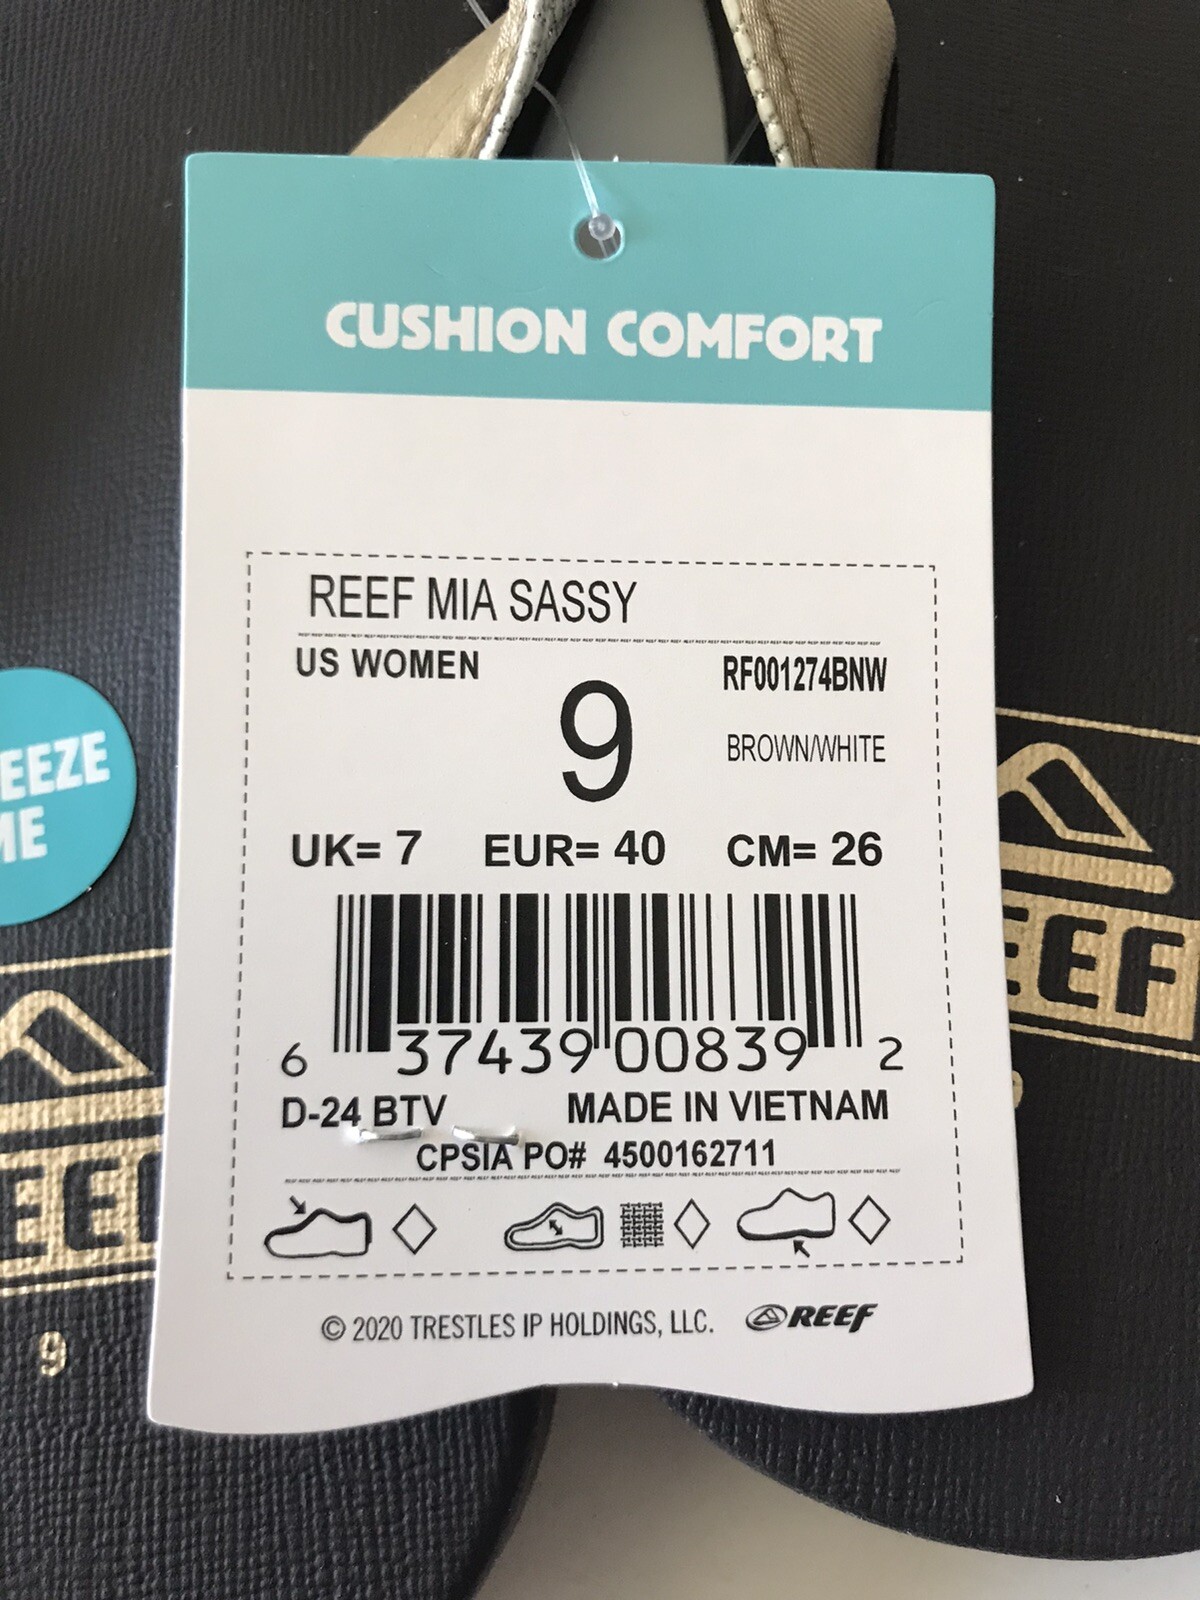 CUSHION COMFORT
REEF MIA SASSY
US WOMEN
9
RF001274BNW
BROWN/WHITE
UK= 7 EUR= 40 CM= 26
6 37439 00839 2
D-24 BTV MADE IN VIETNAM
CPSIA PO# 4500162711
© 2020 TRESTLES IP HOLDINGS, LLC. REEF
EEZE
ME
EEF
REEF
9